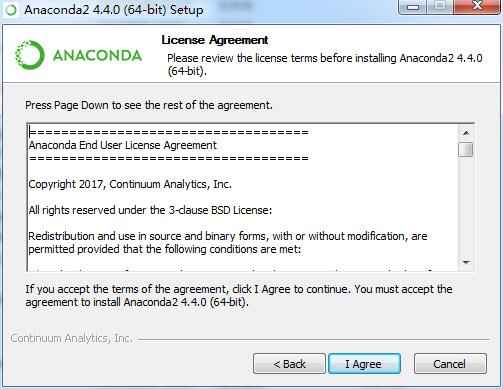 Anaconda2 4.4.0 (64-bit) Setup
ANACONDA
License Agreement
Please review the license terms before installing Anaconda2 4.4.0
(64-bit).
Press Page Down to see the rest of the agreement.
===================================
Anaconda End User License Agreement
===================================
Copyright 2017, Continuum Analytics, Inc.
All rights reserved under the 3-clause BSD License:
Redistribution and use in source and binary forms, with or without modification, are
permitted provided that the following conditions are met:
If you accept the terms of the agreement, click I Agree to continue. You must accept the
agreement to install Anaconda2 4.4.0 (64-bit).
Continuum Analytics, Inc.
< Back
I Agree
Cancel